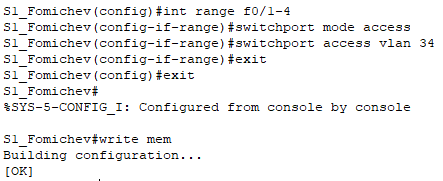 S1_Fomichev(config)#int range f0/1-4
S1_Fomichev(config-if-range)#switchport mode access
S1_Fomichev(config-if-range)#switchport access vlan 34
S1_Fomichev(config-if-range)#exit
S1_Fomichev(config)#exit
S1_Fomichev#
%SYS-5-CONFIG_I: Configured from console by console
S1_Fomichev#write mem
Building configuration...
[OK]